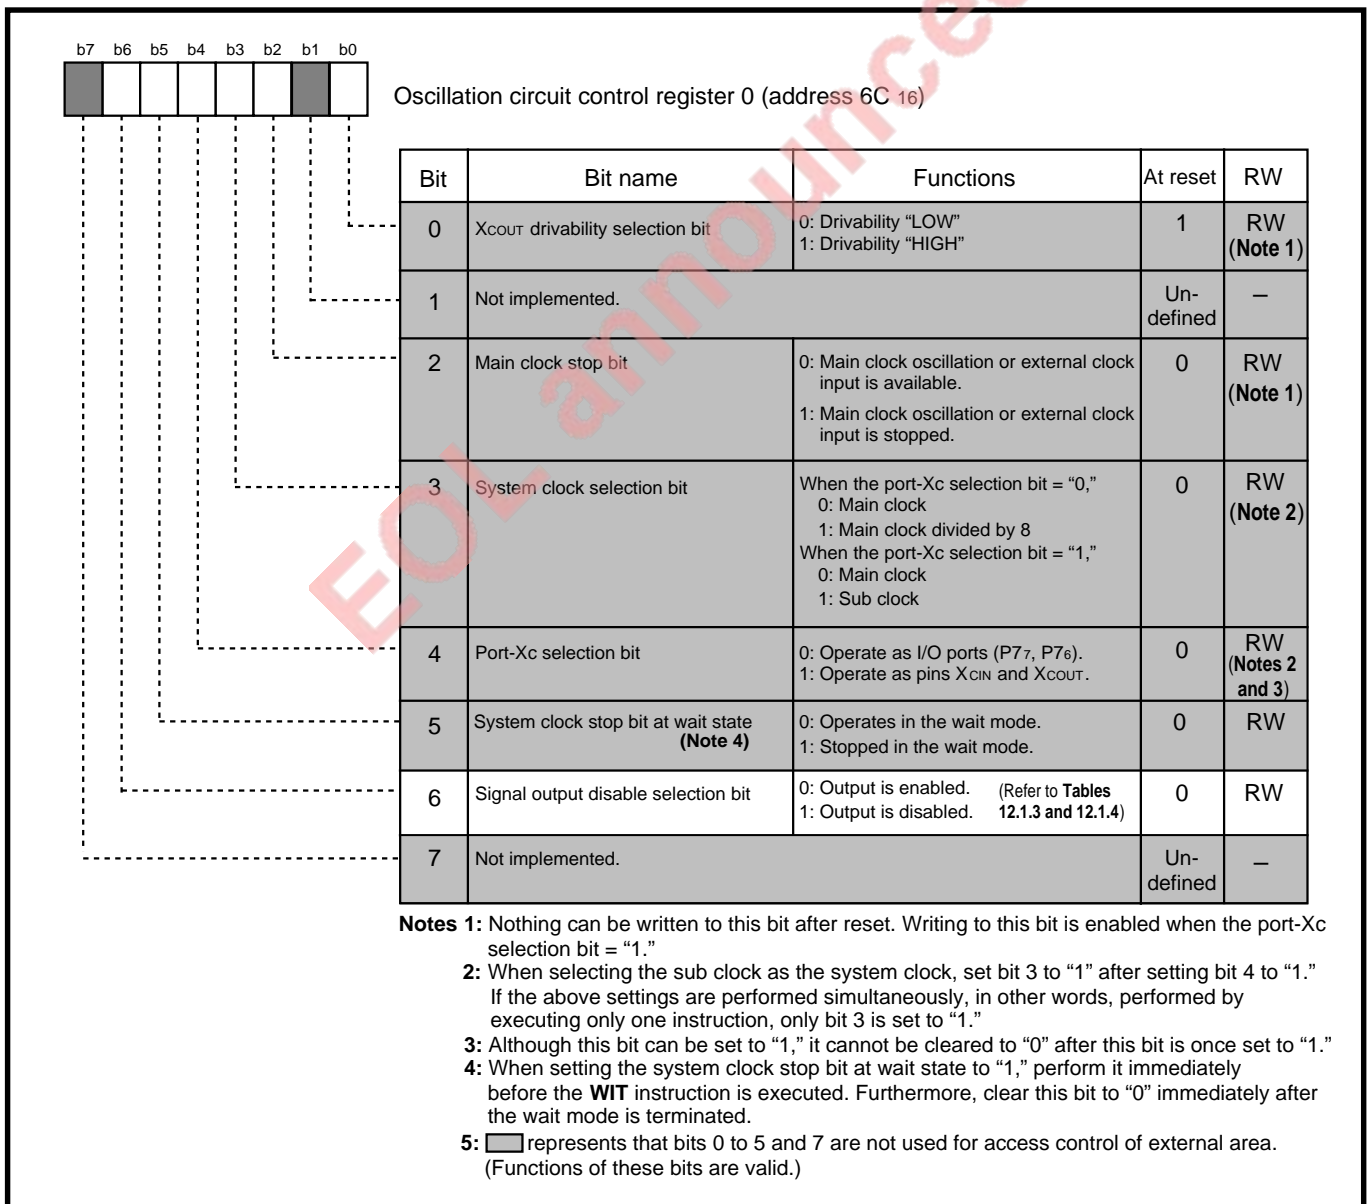 b7 b6 b5 b4 b3 b2 b1 b0
Oscillation circuit control register 0 (address 6C 16)
Bit Bit name Functions At reset RW
0 XCOUT drivability selection bit 0: Drivability “LOW” 1 RW
1: Drivability “HIGH” (Note 1)
1 Not implemented. Un- –
defined
2 Main clock stop bit 0: Main clock oscillation or external clock 0 RW
input is available. (Note 1)
1: Main clock oscillation or external clock
input is stopped.
3 System clock selection bit When the port-Xc selection bit = “0,” 0 RW
0: Main clock (Note 2)
1: Main clock divided by 8
When the port-Xc selection bit = “1,”
0: Main clock
1: Sub clock
4 Port-Xc selection bit 0: Operate as I/O ports (P77, P76). 0 RW
1: Operate as pins XCIN and XCOUT. (Notes 2
and 3)
5 System clock stop bit at wait state 0: Operates in the wait mode. 0 RW
(Note 4) 1: Stopped in the wait mode.
6 Signal output disable selection bit 0: Output is enabled. (Refer to Tables 0 RW
1: Output is disabled. 12.1.3 and 12.1.4)
7 Not implemented. Un- –
defined
Notes 1: Nothing can be written to this bit after reset. Writing to this bit is enabled when the port-Xc
selection bit = “1.”
2: When selecting the sub clock as the system clock, set bit 3 to “1” after setting bit 4 to “1.”
If the above settings are performed simultaneously, in other words, performed by
executing only one instruction, only bit 3 is set to “1.”
3: Although this bit can be set to “1,” it cannot be cleared to “0” after this bit is once set to “1.”
4: When setting the system clock stop bit at wait state to “1,” perform it immediately
before the WIT instruction is executed. Furthermore, clear this bit to “0” immediately after
the wait mode is terminated.
5: represents that bits 0 to 5 and 7 are not used for access control of external area.
(Functions of these bits are valid.)
EOL announce